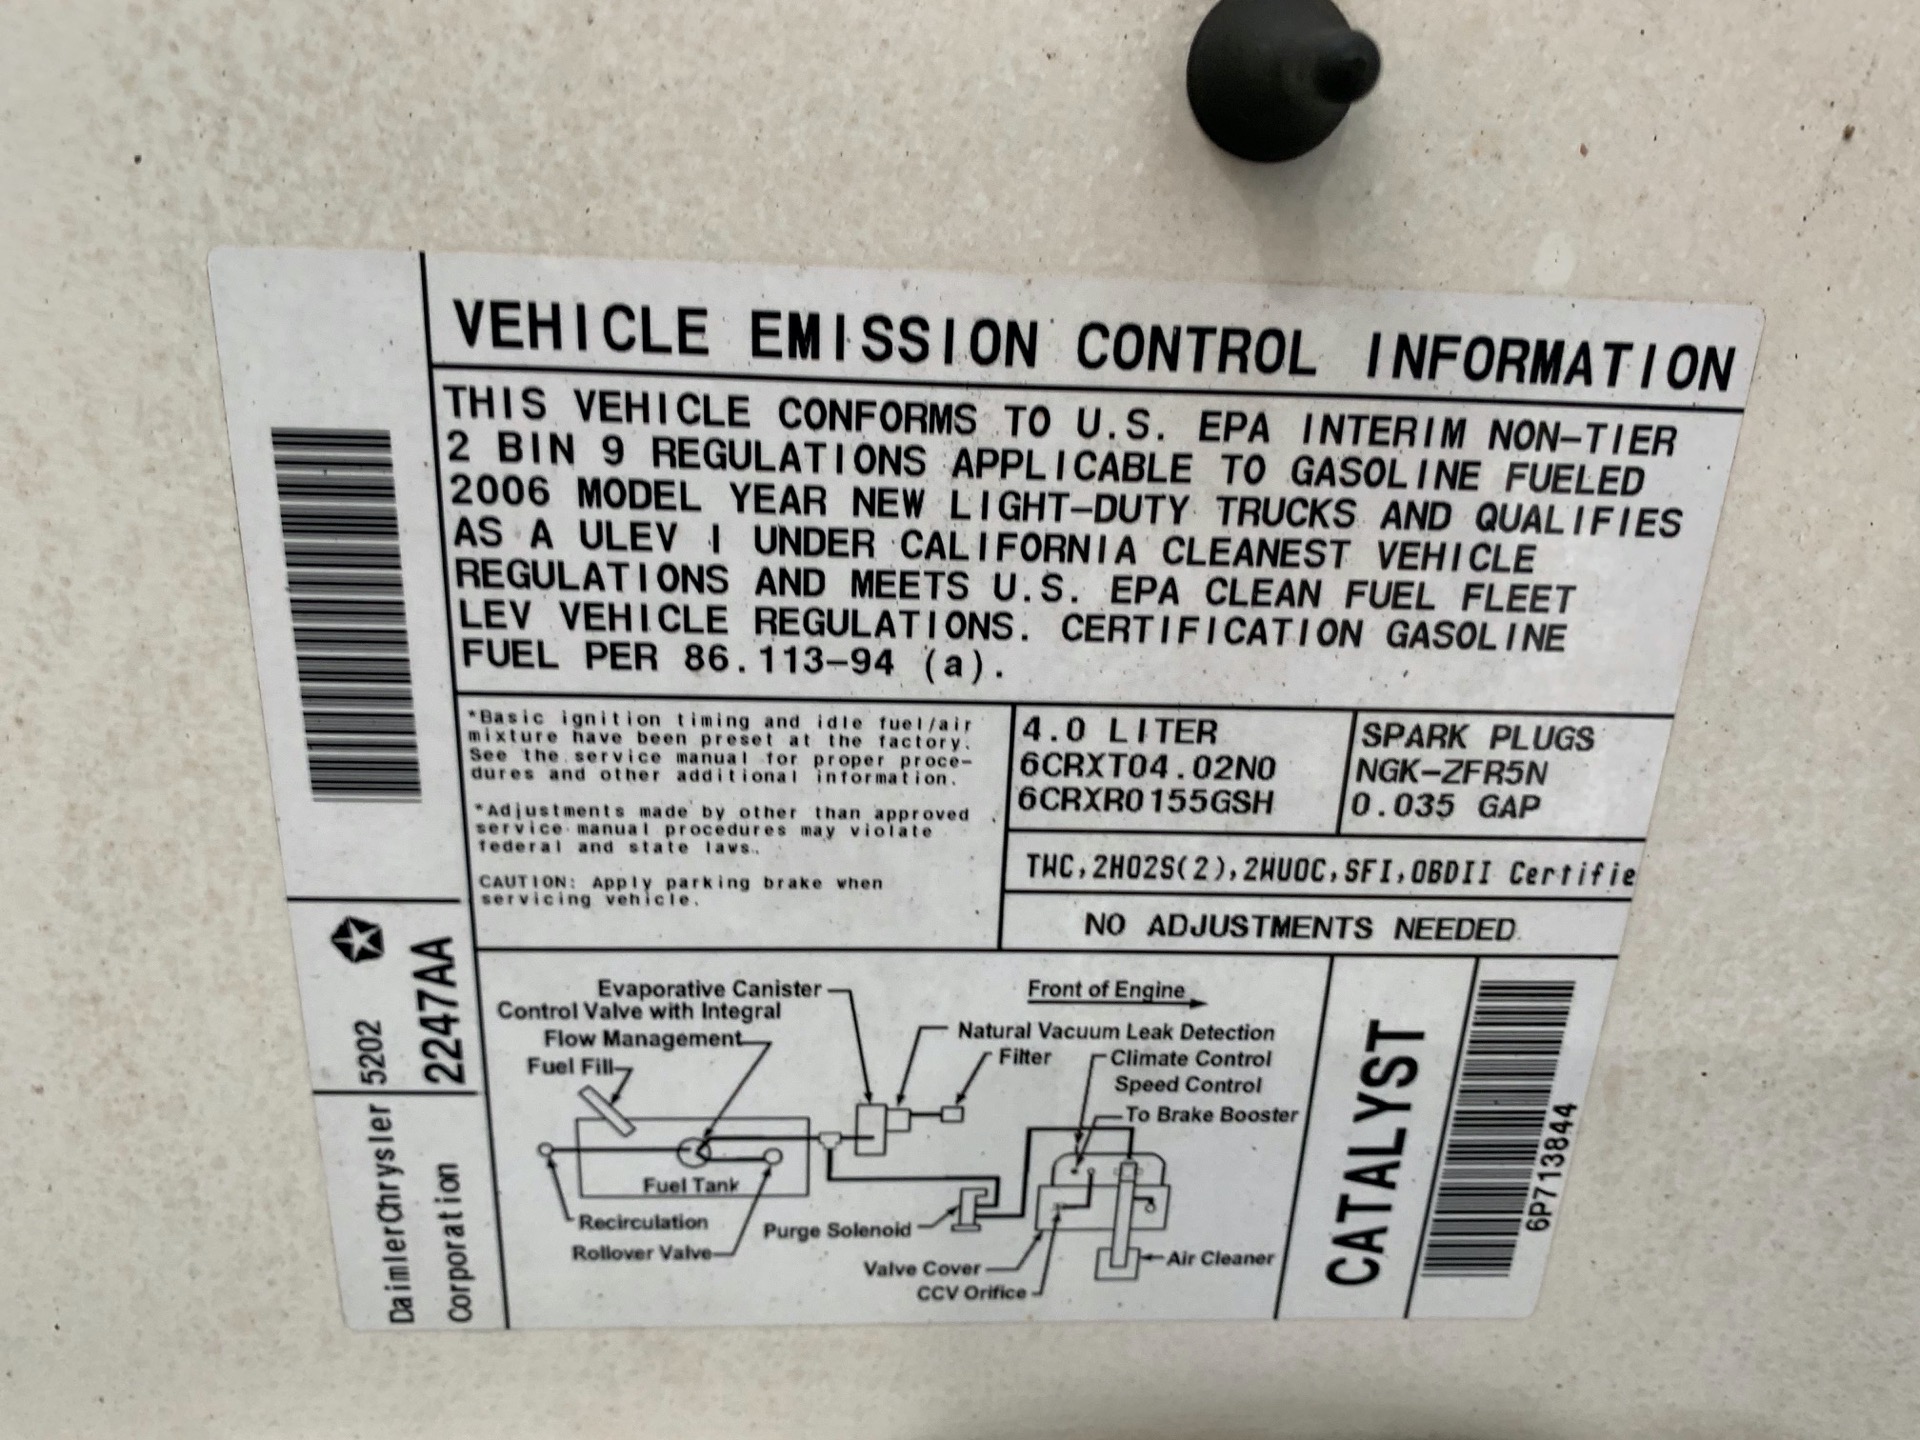 VEHICLE EMISSION CONTROL INFORMATION
THIS VEHICLE CONFORMS TO U.S. EPA INTERIM NON-TIER
2 BIN 9 REGULATIONS APPLICABLE TO GASOLINE FUELED
2006 MODEL YEAR NEW LIGHT-DUTY TRUCKS AND QUALIFIES
AS A ULEV I UNDER CALIFORNIA CLEANEST VEHICLE
REGULATIONS AND MEETS U.S. EPA CLEAN FUEL FLEET
LEV VEHICLE REGULATIONS. CERTIFICATION GASOLINE
FUEL PER 86.113-94 (a).
*Basic ignition timing and idle fuel/air
mixture have been preset at the factory.
See the service manual for proper proce-
dures and other additional information.
*Adjustments made by other than approved
service manual procedures may violate
federal and state laws.
CAUTION: Apply parking brake when
servicing vehicle.
4.0 LITER
6CRXT04.02N0
6CRXR0155GSH
SPARK PLUGS
NGK-ZFR5N
0.035 GAP
TWC,2HO2S(2),2WUOC,SFI,OBDII Certifie
NO ADJUSTMENTS NEEDED
5202
2247AA
DaimlerChrysler
Corporation
Evaporative Canister
Control Valve with Integral
Flow Management
Fuel Fill
Front of Engine
Natural Vacuum Leak Detection
Filter
Climate Control
Speed Control
To Brake Booster
Fuel Tank
Recirculation
Rollover Valve
Purge Solenoid
Valve Cover
CCV Orifice
Air Cleaner
CATALYST
6P713844